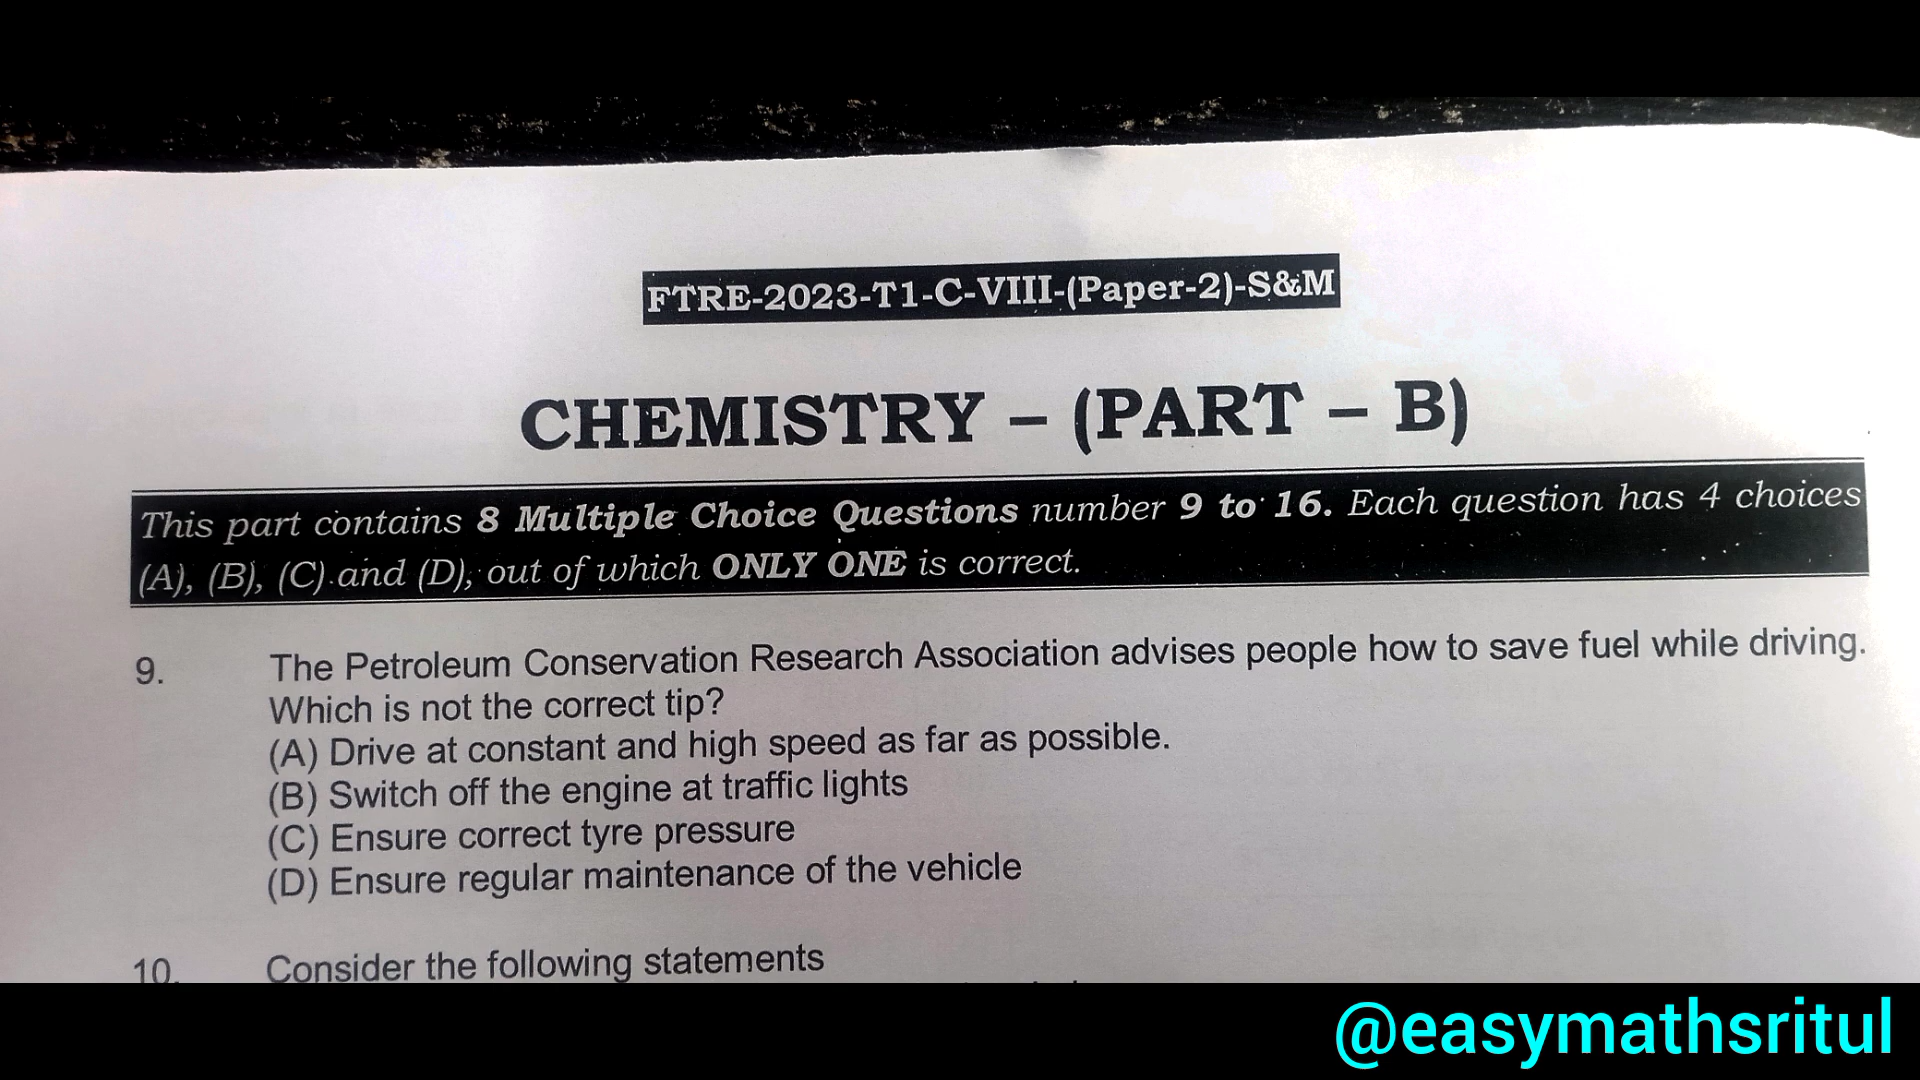 FTRE-2023-T1-C-VIII-(Paper-2)-S&M
CHEMISTRY – (PART – B)
This part contains 8 Multiple Choice Questions number 9 to 16. Each question has 4 choices
(A), (B), (C) and (D), out of which ONLY ONE is correct.
9. The Petroleum Conservation Research Association advises people how to save fuel while driving.
Which is not the correct tip?
(A) Drive at constant and high speed as far as possible.
(B) Switch off the engine at traffic lights
(C) Ensure correct tyre pressure
(D) Ensure regular maintenance of the vehicle
10. Consider the following statements
@easymathsritul